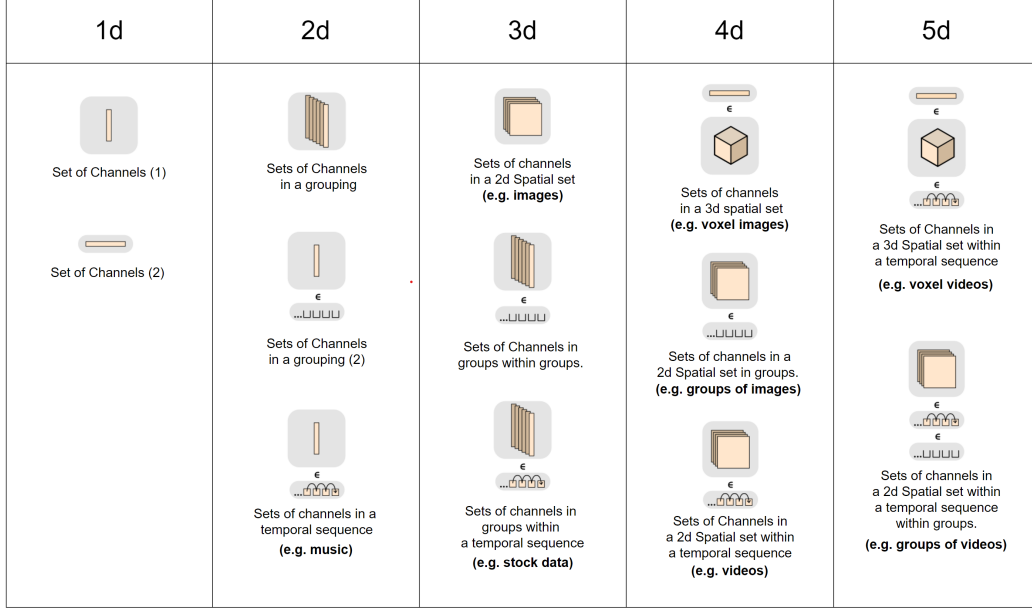 1d
2d
3d
4d
5d
Set of Channels (1)
Set of Channels (2)
Sets of Channels
in a grouping
ϵ
...
Sets of Channels
in a grouping (2)
ϵ
...
Sets of channels in a
temporal sequence
(e.g. music)
Sets of channels
in a 2d Spatial set
(e.g. images)
ϵ
...
Sets of Channels in
groups within groups.
ϵ
...
Sets of channels in
groups within
a temporal sequence
(e.g. stock data)
ϵ
Sets of channels
in a 3d spatial set
(e.g. voxel images)
ϵ
...
Sets of channels in a
2d Spatial set in groups.
(e.g. groups of images)
ϵ
...
Sets of Channels in
a 2d Spatial set within
a temporal sequence
(e.g. videos)
ϵ
ϵ
...
Sets of Channels in
a 3d Spatial set within
a temporal sequence
(e.g. voxel videos)
ϵ
...
ϵ
...
Sets of channels in
a 2d Spatial set within
a temporal sequence
within groups.
(e.g. groups of videos)